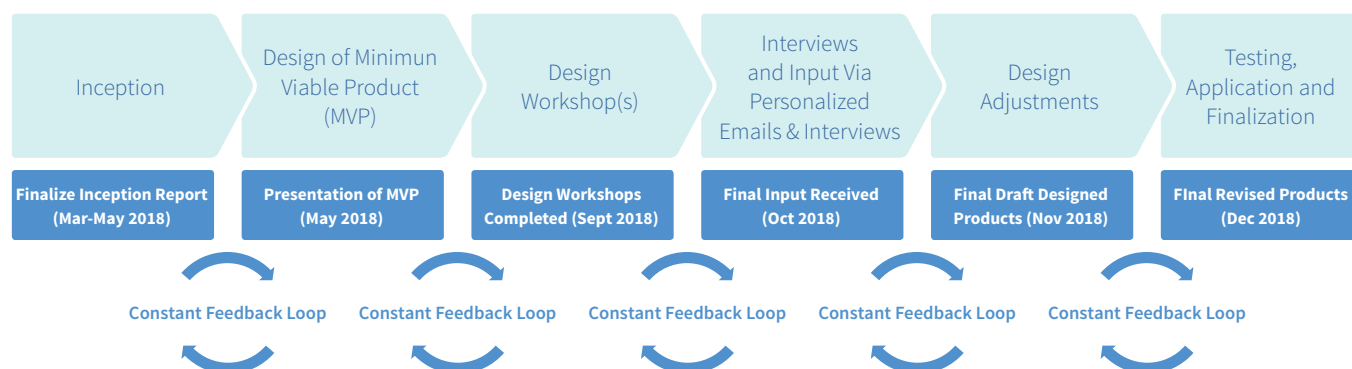 Inception
Design of Minimun
Viable Product
(MVP)
Design
Workshop(s)
Interviews
and Input Via
Personalized
Emails & Interviews
Design
Adjustments
Testing,
Application and
Finalization
Finalize Inception Report
(Mar-May 2018)
Presentation of MVP
(May 2018)
Design Workshops
Completed (Sept 2018)
Final Input Received
(Oct 2018)
Final Draft Designed
Products (Nov 2018)
FInal Revised Products
(Dec 2018)
Constant Feedback Loop
Constant Feedback Loop
Constant Feedback Loop
Constant Feedback Loop
Constant Feedback Loop